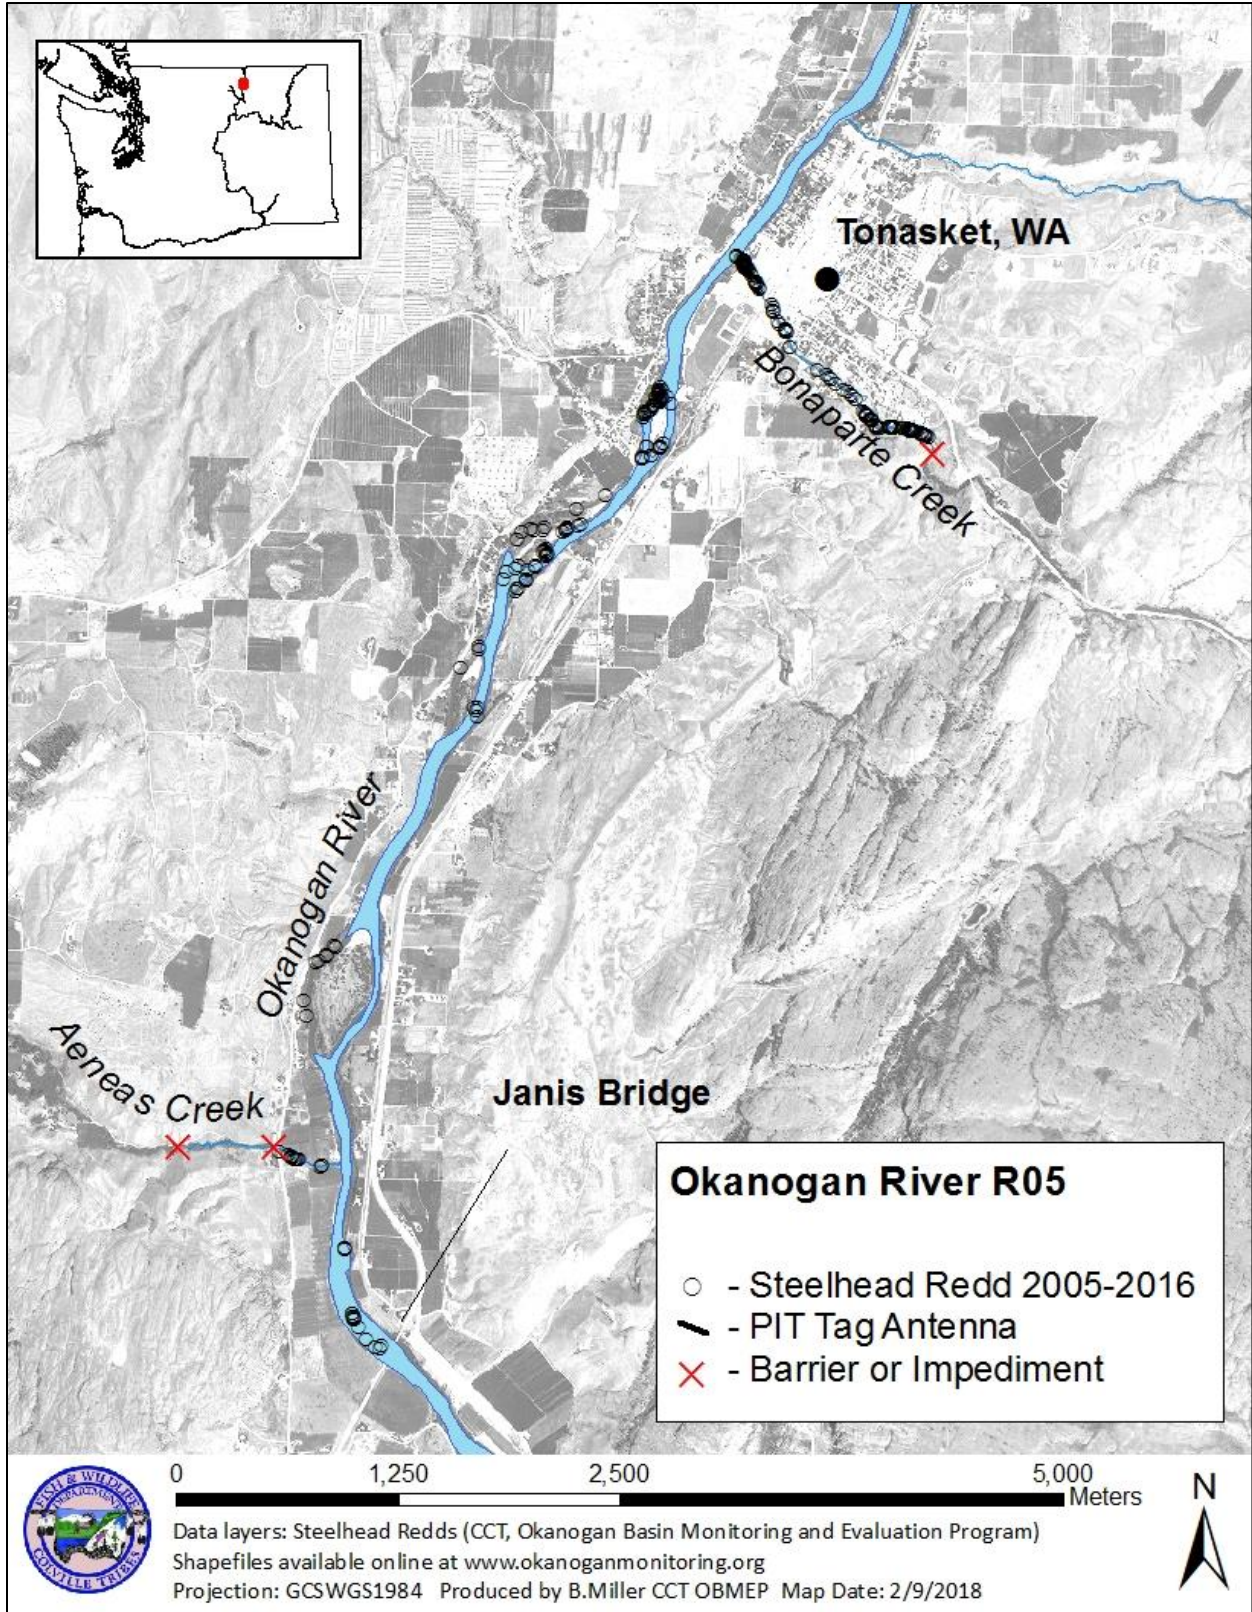 Tonasket, WA
Bonaparte Creek
Okanogan River
Aeneas Creek
Janis Bridge
Okanogan River R05
- Steelhead Redd 2005-2016
- PIT Tag Antenna
- Barrier or Impediment
0 1,250 2,500 5,000
Meters
N
FISH & WILDLIFE
DEPARTMENT
COLVILLE TRIBES
Data layers: Steelhead Redds (CCT, Okanogan Basin Monitoring and Evaluation Program)
Shapefiles available online at www.okanoganmonitoring.org
Projection: GCSWGS1984 Produced by B.Miller CCT OBMEP Map Date: 2/9/2018